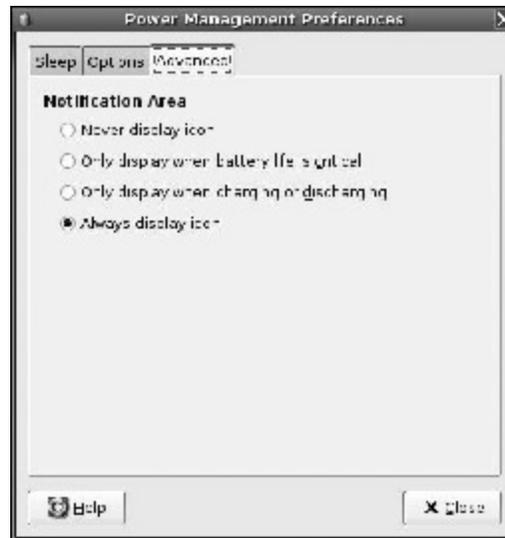 Power Management Preferences
Sleep Options Advanced
Notification Area
Never display icon
Only display when battery life is critical
Only display when charging or discharging
Always display icon
Help Close